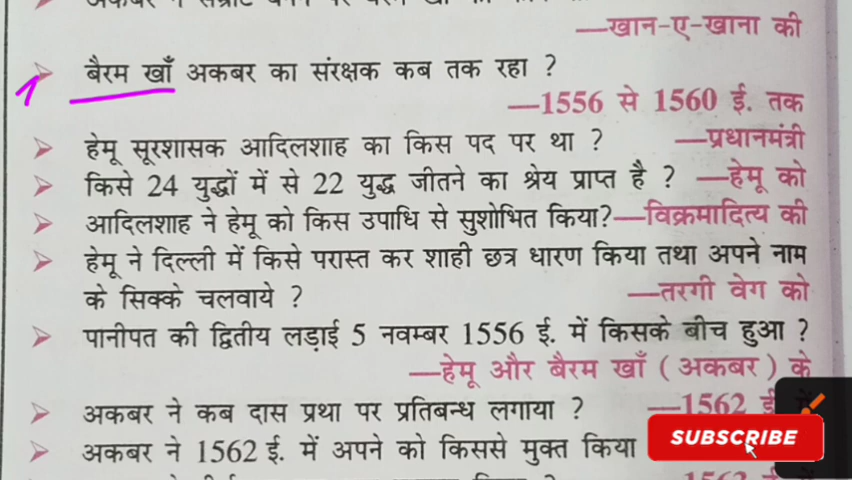 —खान-ए-खाना की
बैरम खाँ अकबर का संरक्षक कब तक रहा ?
—1556 से 1560 ई. तक
हेमू सूरशासक आदिलशाह का किस पद पर था ? —प्रधानमंत्री
किसे 24 युद्धों में से 22 युद्ध जीतने का श्रेय प्राप्त है ? —हेमू को
आदिलशाह ने हेमू को किस उपाधि से सुशोभित किया?—विक्रमादित्य की
हेमू ने दिल्ली में किसे परास्त कर शाही छत्र धारण किया तथा अपने नाम
के सिक्के चलवाये ? —तरगी वेग को
पानीपत की द्वितीय लड़ाई 5 नवम्बर 1556 ई. में किसके बीच हुआ ?
—हेमू और बैरम खाँ ( अकबर ) के
अकबर ने कब दास प्रथा पर प्रतिबन्ध लगाया ? —1562 ई. में
अकबर ने 1562 ई. में अपने को किससे मुक्त किया
SUBSCRIBE